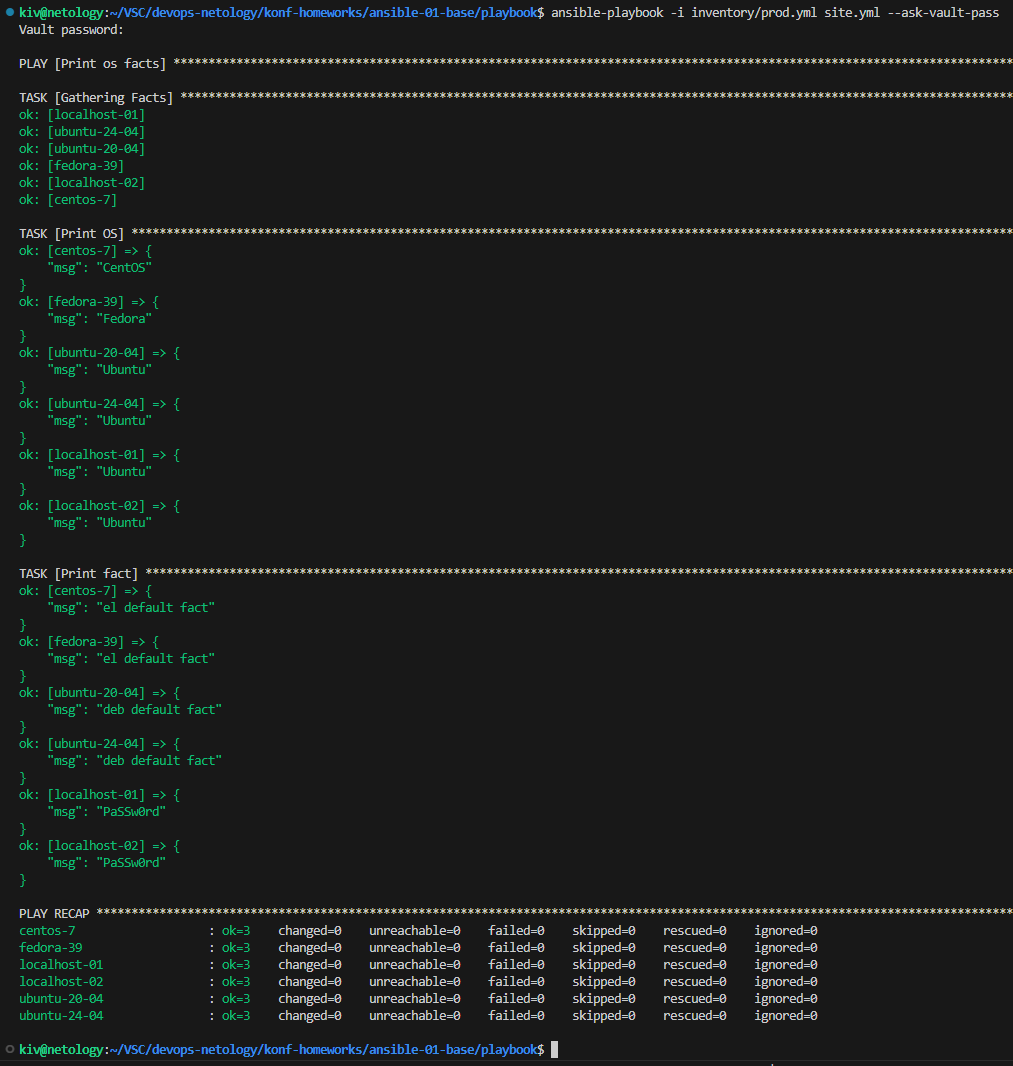 kiv@netology:~/VSC/devops-netology/konf-homeworks/ansible-01-base/playbook$ ansible-playbook -i inventory/prod.yml site.yml --ask-vault-pass
Vault password:
PLAY [Print os facts] ************************************************************************************************************************
TASK [Gathering Facts] ***********************************************************************************************************************
ok: [localhost-01]
ok: [ubuntu-24-04]
ok: [ubuntu-20-04]
ok: [fedora-39]
ok: [localhost-02]
ok: [centos-7]
TASK [Print OS] ******************************************************************************************************************************
ok: [centos-7] => {
    "msg": "CentOS"
}
ok: [fedora-39] => {
    "msg": "Fedora"
}
ok: [ubuntu-20-04] => {
    "msg": "Ubuntu"
}
ok: [ubuntu-24-04] => {
    "msg": "Ubuntu"
}
ok: [localhost-01] => {
    "msg": "Ubuntu"
}
ok: [localhost-02] => {
    "msg": "Ubuntu"
}
TASK [Print fact] ****************************************************************************************************************************
ok: [centos-7] => {
    "msg": "el default fact"
}
ok: [fedora-39] => {
    "msg": "el default fact"
}
ok: [ubuntu-20-04] => {
    "msg": "deb default fact"
}
ok: [ubuntu-24-04] => {
    "msg": "deb default fact"
}
ok: [localhost-01] => {
    "msg": "PaSSw0rd"
}
ok: [localhost-02] => {
    "msg": "PaSSw0rd"
}
PLAY RECAP ***********************************************************************************************************************************
centos-7                   : ok=3    changed=0    unreachable=0    failed=0    skipped=0    rescued=0    ignored=0
fedora-39                  : ok=3    changed=0    unreachable=0    failed=0    skipped=0    rescued=0    ignored=0
localhost-01               : ok=3    changed=0    unreachable=0    failed=0    skipped=0    rescued=0    ignored=0
localhost-02               : ok=3    changed=0    unreachable=0    failed=0    skipped=0    rescued=0    ignored=0
ubuntu-20-04               : ok=3    changed=0    unreachable=0    failed=0    skipped=0    rescued=0    ignored=0
ubuntu-24-04               : ok=3    changed=0    unreachable=0    failed=0    skipped=0    rescued=0    ignored=0
kiv@netology:~/VSC/devops-netology/konf-homeworks/ansible-01-base/playbook$